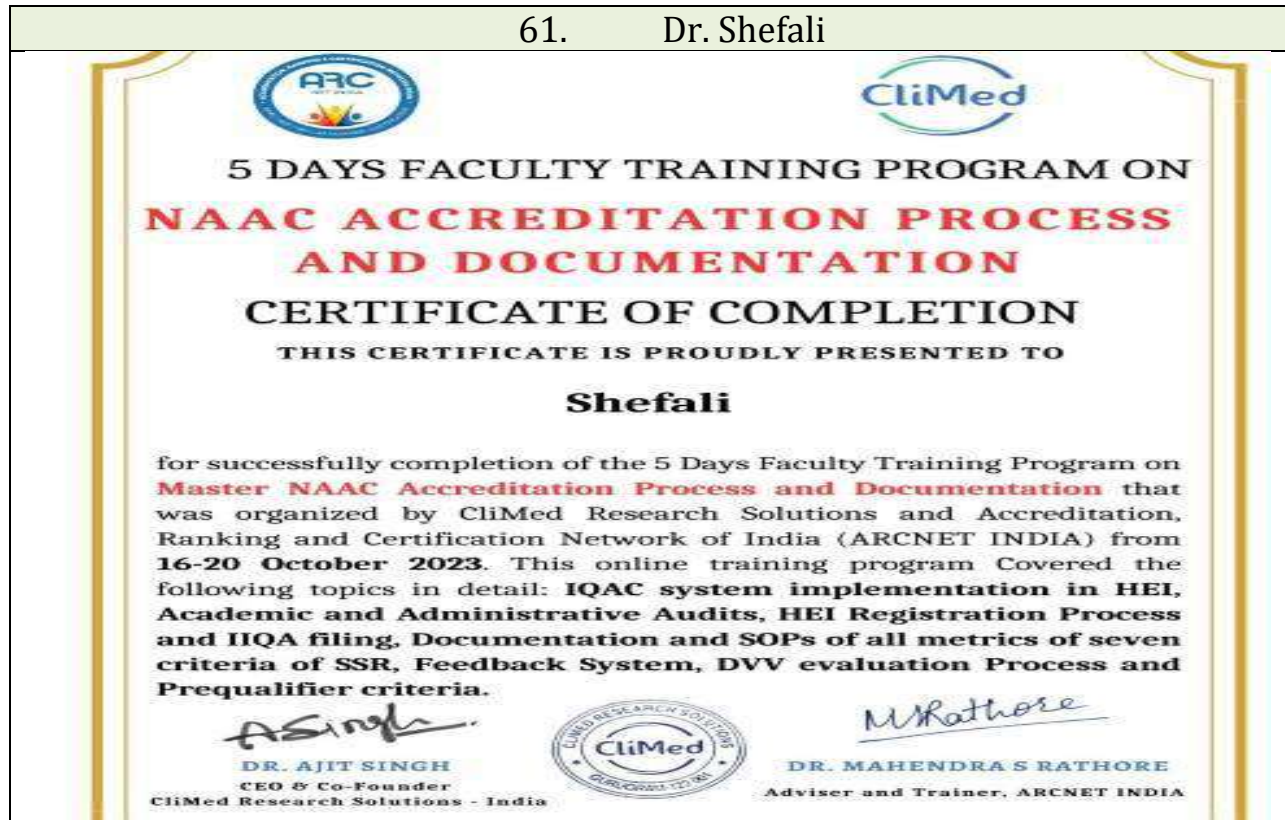 61. Dr. Shefali
ARC
NET INDIA
CliMed
5 DAYS FACULTY TRAINING PROGRAM ON
NAAC ACCREDITATION PROCESS
AND DOCUMENTATION
CERTIFICATE OF COMPLETION
THIS CERTIFICATE IS PROUDLY PRESENTED TO
Shefali
for successfully completion of the 5 Days Faculty Training Program on
Master NAAC Accreditation Process and Documentation that
was organized by CliMed Research Solutions and Accreditation,
Ranking and Certification Network of India (ARCNET INDIA) from
16-20 October 2023. This online training program Covered the
following topics in detail: IQAC system implementation in HEI,
Academic and Administrative Audits, HEI Registration Process
and IIQA filing, Documentation and SOPs of all metrics of seven
criteria of SSR, Feedback System, DVV evaluation Process and
Prequalifier criteria.
ASingh
MSRathore
CLIMED RESEARCH SOLUTIONS
CliMed
DR. AJIT SINGH
CEO & Co-Founder
CliMed Research Solutions - India
DR. MAHENDRA S RATHORE
Adviser and Trainer, ARCNET INDIA